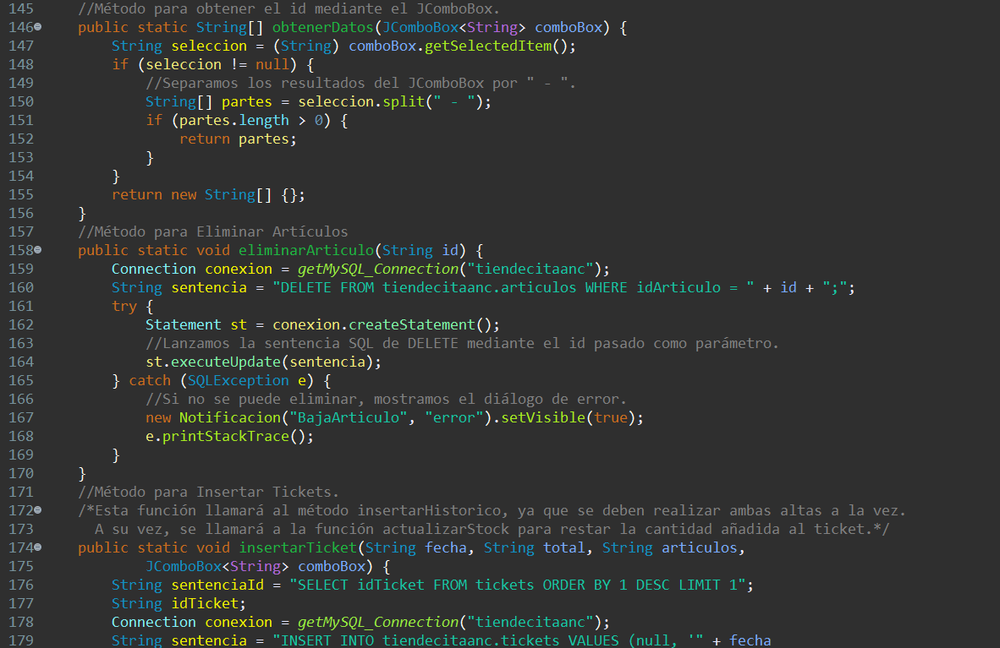 145 //Método para obtener el id mediante el JComboBox.
146 public static String[] obtenerDatos(JComboBox<String> comboBox) {
147 String seleccion = (String) comboBox.getSelectedItem();
148 if (seleccion != null) {
149 //Separamos los resultados del JComboBox por " - ".
150 String[] partes = seleccion.split(" - ");
151 if (partes.length > 0) {
152 return partes;
153 }
154 }
155 return new String[] {};
156 }
157 //Método para Eliminar Artículos
158 public static void eliminarArticulo(String id) {
159 Connection conexion = getMySQL_Connection("tiendecitaanc");
160 String sentencia = "DELETE FROM tiendecitaanc.articulos WHERE idArticulo = " + id + ";";
161 try {
162 Statement st = conexion.createStatement();
163 //Lanzamos la sentencia SQL de DELETE mediante el id pasado como parámetro.
164 st.executeUpdate(sentencia);
165 } catch (SQLException e) {
166 //Si no se puede eliminar, mostramos el diálogo de error.
167 new Notificacion("BajaArticulo", "error").setVisible(true);
168 e.printStackTrace();
169 }
170 }
171 //Método para Insertar Tickets.
172 /*Esta función llamará al método insertarHistorico, ya que se deben realizar ambas altas a la vez.
173 A su vez, se llamará a la función actualizarStock para restar la cantidad añadida al ticket.*/
174 public static void insertarTicket(String fecha, String total, String articulos,
175 JComboBox<String> comboBox) {
176 String sentenciaId = "SELECT idTicket FROM tickets ORDER BY 1 DESC LIMIT 1";
177 String idTicket;
178 Connection conexion = getMySQL_Connection("tiendecitaanc");
179 String sentencia = "INSERT INTO tiendecitaanc.tickets VALUES (null, '" + fecha